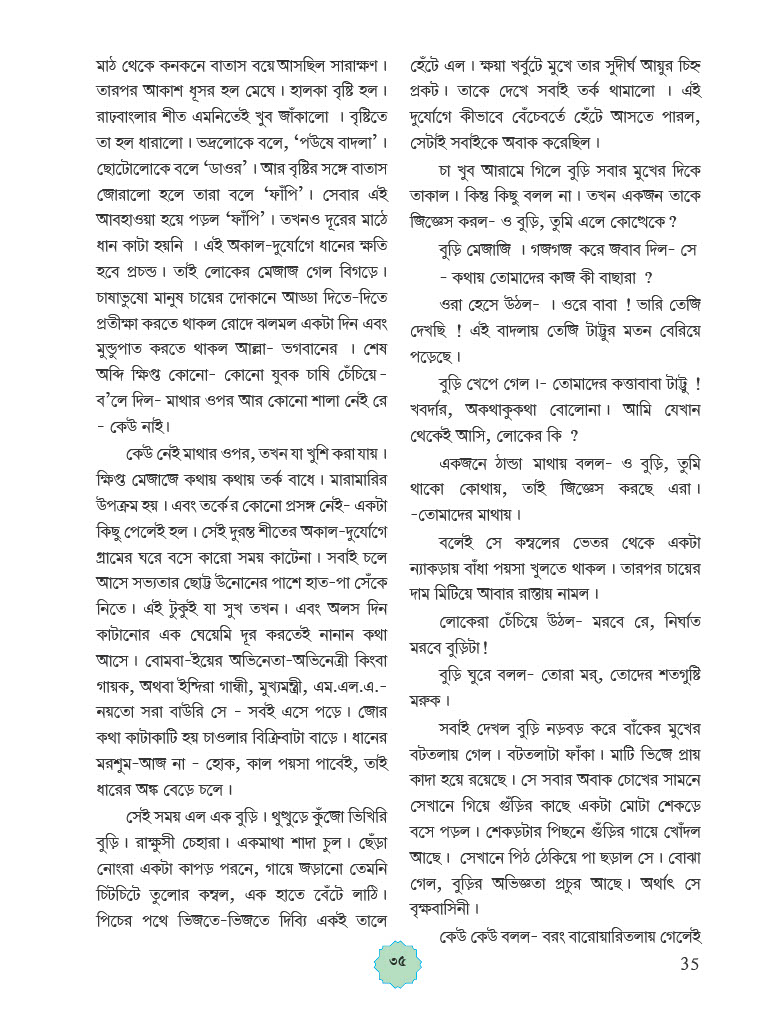 মাঠ থেকে কনকনে বাতাস বয়ে আসছিল সারাক্ষণ।
তারপর আকাশ ধূসর হল মেঘে। হালকা বৃষ্টি হল।
রাঢ়বাংলার শীত এমনিতেই খুব জাঁকালো । বৃষ্টিতে
তা হল ধারালো। ভদ্রলোকে বলে, ‘পউষে বাদলা’।
ছোটোলোকে বলে ‘ডাওর’। আর বৃষ্টির সঙ্গে বাতাস
জোরালো হলে তারা বলে ‘ফাঁপি’। সেবার এই
আবহাওয়া হয়ে পড়ল ‘ফাঁপি’। তখনও দূরের মাঠে
ধান কাটা হয়নি । এই অকাল-দুর্যোগে ধানের ক্ষতি
হবে প্রচন্ড। তাই লোকের মেজাজ গেল বিগড়ে।
চাষাভুষো মানুষ চায়ের দোকানে আড্ডা দিতে-দিতে
প্রতীক্ষা করতে থাকল রোদে ঝলমল একটা দিন এবং
মুন্ডুপাত করতে থাকল আল্লা- ভগবানের । শেষ
অব্দি ক্ষিপ্ত কোনো- কোনো যুবক চাষি চেঁচিয়ে-
ব’লে দিল- মাথার ওপর আর কোনো শালা নেই রে
- কেউ নাই।
কেউ নেই মাথার ওপর, তখন যা খুশি করা যায়।
ক্ষিপ্ত মেজাজে কথায় কথায় তর্ক বাধে। মারামারির
উপক্রম হয়। এবং তর্কের কোনো প্রসঙ্গ নেই- একটা
কিছু পেলেই হল। সেই দুরন্ত শীতের অকাল-দুর্যোগে
গ্রামের ঘরে বসে কারো সময় কাটেনা। সবাই চলে
আসে সভ্যতার ছোট্ট উনোনের পাশে হাত-পা সেঁকে
নিতে। এই টুকুই যা সুখ তখন। এবং অলস দিন
কাটানোর এক ঘেয়েমি দূর করতেই নানান কথা
আসে। বোমবা-ইয়ের অভিনেতা-অভিনেত্রী কিংবা
গায়ক, অথবা ইন্দিরা গান্ধী, মুখ্যমন্ত্রী, এম.এল.এ.-
নয়তো সরা বাউরি সে - সবই এসে পড়ে। জোর
কথা কাটাকাটি হয় চাওলার বিক্রিবাটা বাড়ে। ধানের
মরশুম-আজ না - হোক, কাল পয়সা পাবেই, তাই
ধারের অঙ্ক বেড়ে চলে।
সেই সময় এল এক বুড়ি। থুত্থুড়ে কুঁজো ভিখিরি
বুড়ি। রাক্ষুসী চেহারা। একমাথা শাদা চুল। ছেঁড়া
নোংরা একটা কাপড় পরনে, গায়ে জড়ানো তেমনি
চিটচিটে তুলোর কম্বল, এক হাতে বেঁটে লাঠি।
পিচের পথে ভিজতে-ভিজতে দিব্যি একই তালে
হেঁটে এল। ক্ষয়া খর্বুটে মুখে তার সুদীর্ঘ আয়ুর চিহ্ন
প্রকট। তাকে দেখে সবাই তর্ক থামালো । এই
দুর্যোগে কীভাবে বেঁচেবর্তে হেঁটে আসতে পারল,
সেটাই সবাইকে অবাক করেছিল।
চা খুব আরামে গিলে বুড়ি সবার মুখের দিকে
তাকাল। কিন্তু কিছু বলল না। তখন একজন তাকে
জিজ্ঞেস করল- ও বুড়ি, তুমি এলে কোত্থেকে ?
বুড়ি মেজাজি । গজগজ করে জবাব দিল- সে
- কথায় তোমাদের কাজ কী বাছারা ?
ওরা হেসে উঠল- । ওরে বাবা ! ভারি তেজি
দেখছি ! এই বাদলায় তেজি টাট্টুর মতন বেরিয়ে
পড়েছে।
বুড়ি খেপে গেল।- তোমাদের কত্তাবাবা টাট্টু !
খবর্দার, অকথাকুকথা বোলোনা। আমি যেখান
থেকেই আসি, লোকের কি ?
একজনে ঠান্ডা মাথায় বলল- ও বুড়ি, তুমি
থাকো কোথায়, তাই জিজ্ঞেস করছে এরা।
-তোমাদের মাথায়।
বলেই সে কম্বলের ভেতর থেকে একটা
ন্যাকড়ায় বাঁধা পয়সা খুলতে থাকল। তারপর চায়ের
দাম মিটিয়ে আবার রাস্তায় নামল।
লোকেরা চেঁচিয়ে উঠল- মরবে রে, নির্ঘাত
মরবে বুড়িটা!
বুড়ি ঘুরে বলল- তোরা মর্, তোদের শতগুষ্টি
মরুক।
সবাই দেখল বুড়ি নড়বড় করে বাঁকের মুখের
বটতলায় গেল। বটতলাটা ফাঁকা। মাটি ভিজে প্রায়
কাদা হয়ে রয়েছে। সে সবার অবাক চোখের সামনে
সেখানে গিয়ে গুঁড়ির কাছে একটা মোটা শেকড়ে
বসে পড়ল। শেকড়টার পিছনে গুঁড়ির গায়ে খোঁদল
আছে। সেখানে পিঠ ঠেকিয়ে পা ছড়াল সে। বোঝা
গেল, বুড়ির অভিজ্ঞতা প্রচুর আছে। অর্থাৎ সে
বৃক্ষবাসিনী।
কেউ কেউ বলল- বরং বারোয়ারিতলায় গেলেই
৩৫
35